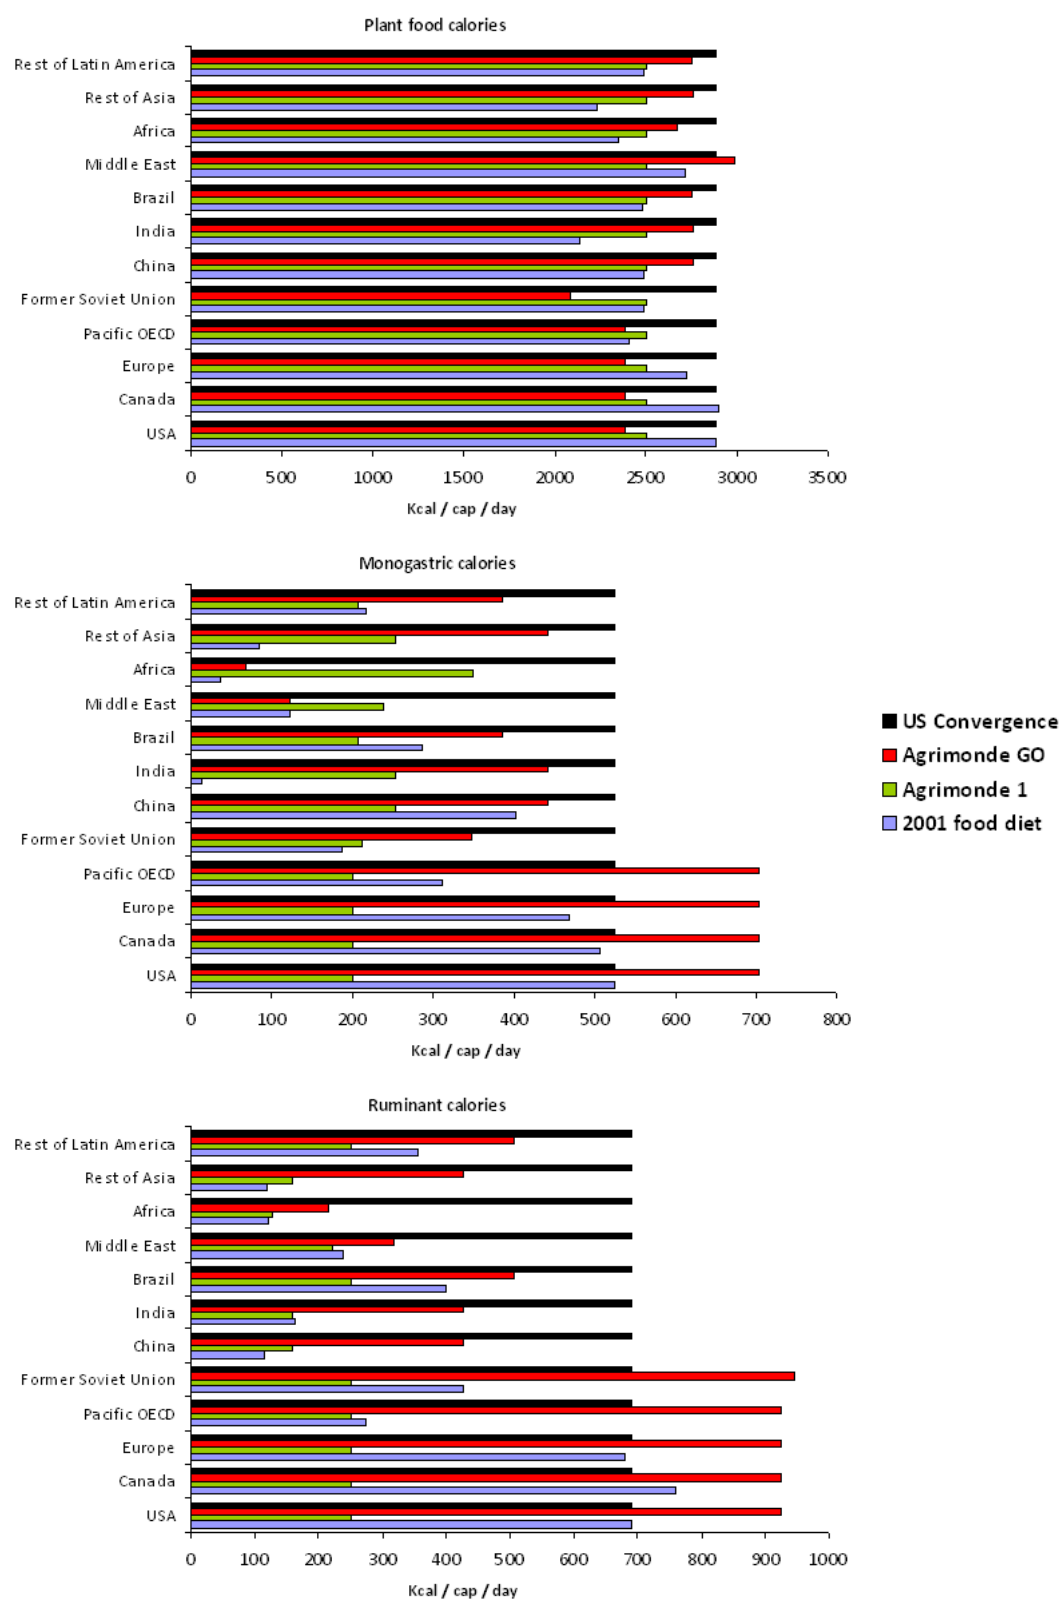 Plant food calories
Rest of Latin America
Rest of Asia
Africa
Middle East
Brazil
India
China
Former Soviet Union
Pacific OECD
Europe
Canada
USA
0 500 1000 1500 2000 2500 3000 3500
Kcal / cap / day
Monogastric calories
Rest of Latin America
Rest of Asia
Africa
Middle East
Brazil
India
China
Former Soviet Union
Pacific OECD
Europe
Canada
USA
0 100 200 300 400 500 600 700 800
Kcal / cap / day
US Convergence
Agrimonde GO
Agrimonde 1
2001 food diet
Ruminant calories
Rest of Latin America
Rest of Asia
Africa
Middle East
Brazil
India
China
Former Soviet Union
Pacific OECD
Europe
Canada
USA
0 100 200 300 400 500 600 700 800 900 1000
Kcal / cap / day